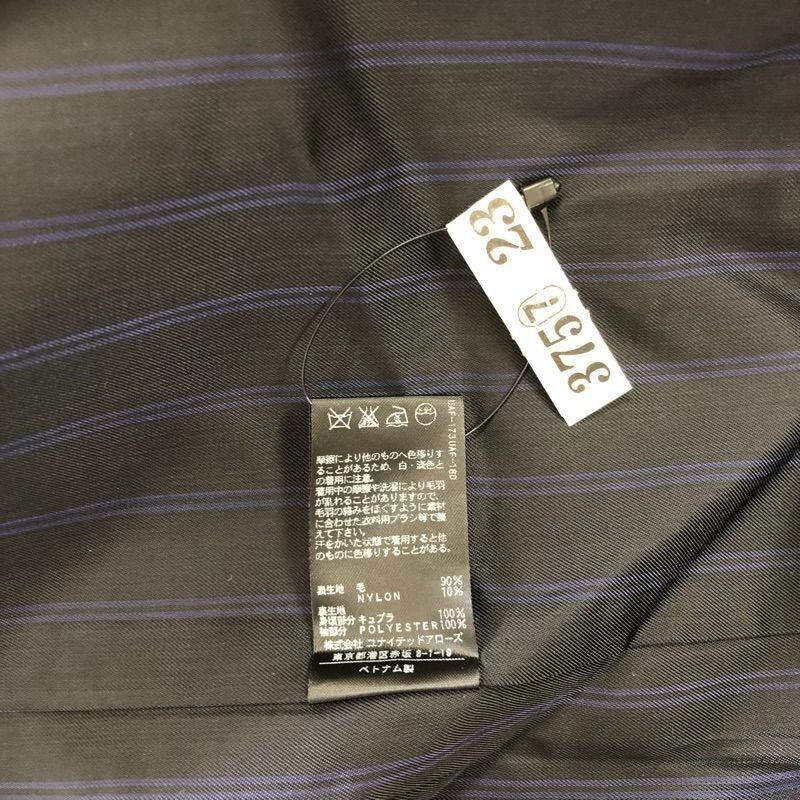 23
3757
UAF-173 UAF-180
摩擦により他のものへ色移りす
ることがあるため、白・淡色と
の着用に注意。
着用中の摩擦や洗濯により毛羽
が乱れることがありますので、
毛羽の絡みをほぐすように素材
に合わせた衣料用ブラシ等で整
えて下さい。
汗をかいた状態で着用すると他
のものに色移りすることがある。
表生地 毛 90%
NYLON 10%
裏生地
身頃部分 キュプラ 100%
袖部分 POLYESTER 100%
株式会社 ユナイテッドアローズ
東京都港区赤坂 8-1-19
ベトナム製